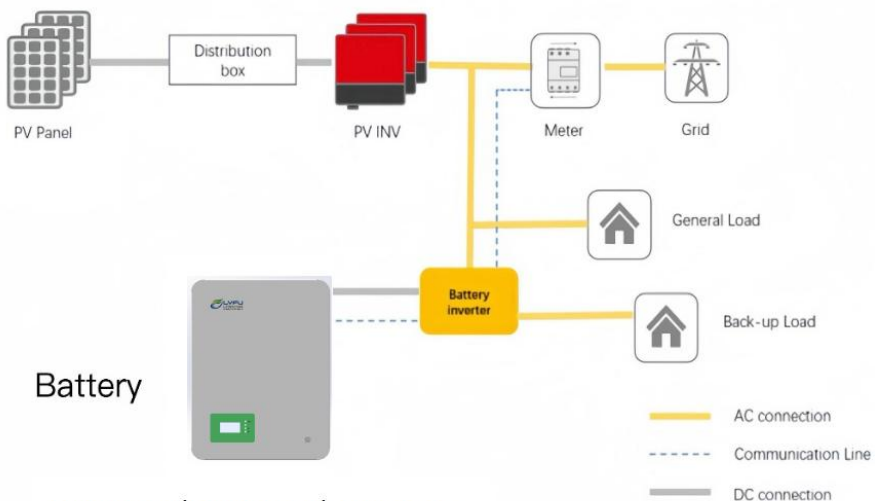 Distribution
box
PV Panel
PV INV
Meter
Grid
General Load
Battery
inverter
Back-up Load
Battery
AC connection
Communication Line
DC connection